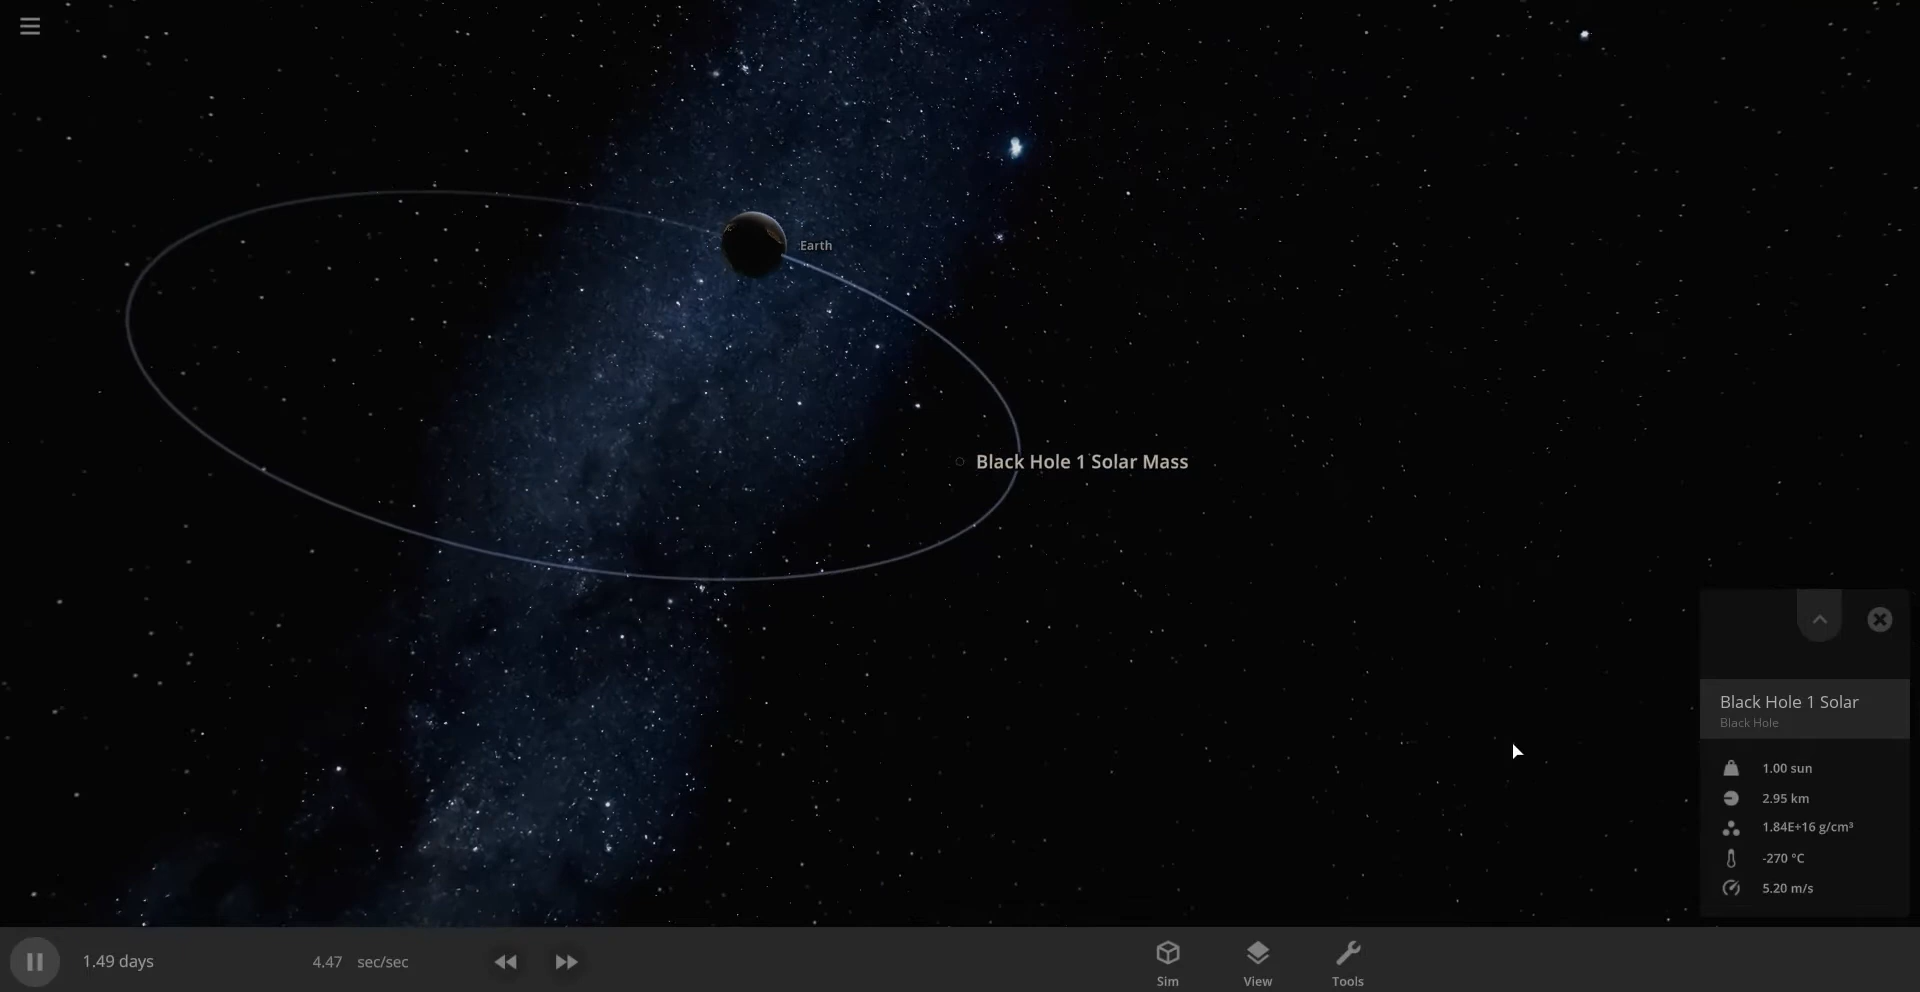 Earth
Black Hole 1 Solar Mass
Black Hole 1 Solar
Black Hole
1.00 sun
2.95 km
1.84E+16 g/cm³
-270 °C
5.20 m/s
1.49 days
4.47 sec/sec
Sim
View
Tools